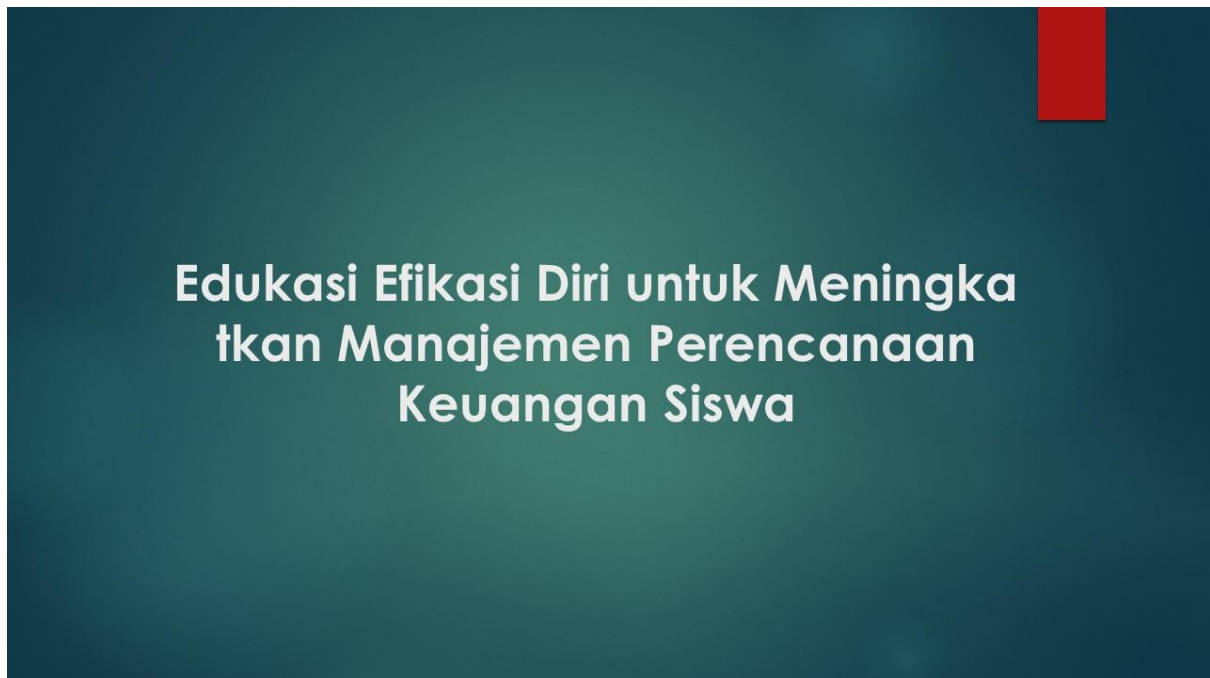 Edukasi Efikasi Diri untuk Meningka
tkan Manajemen Perencanaan
Keuangan Siswa